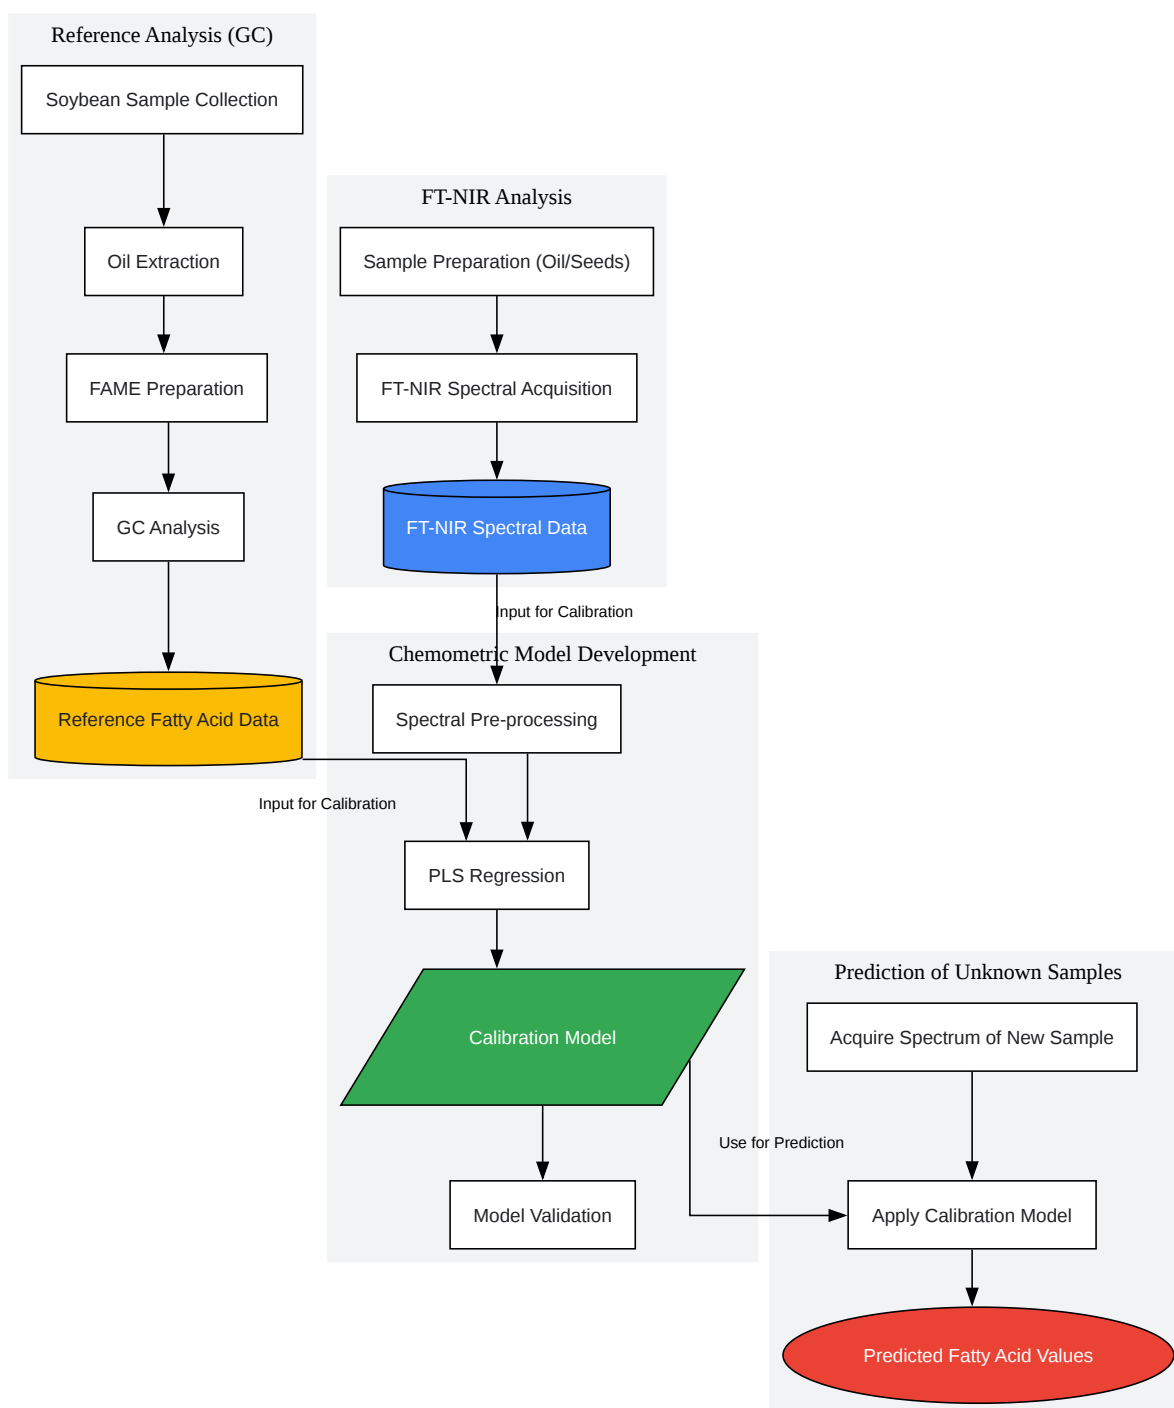 Reference Analysis (GC)
Soybean Sample Collection
Oil Extraction
FAME Preparation
GC Analysis
Reference Fatty Acid Data
Input for Calibration
FT-NIR Analysis
Sample Preparation (Oil/Seeds)
FT-NIR Spectral Acquisition
FT-NIR Spectral Data
Input for Calibration
Chemometric Model Development
Spectral Pre-processing
PLS Regression
Calibration Model
Model Validation
Use for Prediction
Prediction of Unknown Samples
Acquire Spectrum of New Sample
Apply Calibration Model
Predicted Fatty Acid Values